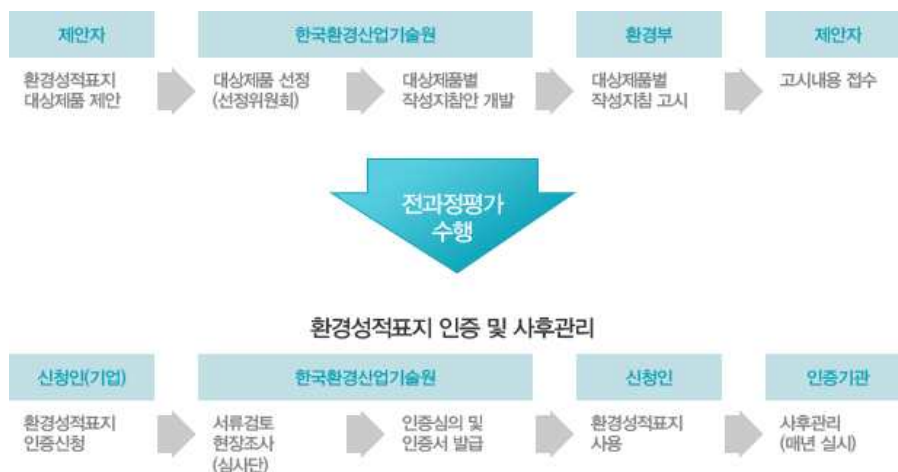 제안자
한국환경산업기술원
환경부
제안자
환경성적표지
대상제품 제안
대상제품 선정
(선정위원회)
대상제품별
작성지침안 개발
대상제품별
작성지침 고시
고시내용 접수
전과정평가
수행
환경성적표지 인증 및 사후관리
신청인(기업)
한국환경산업기술원
신청인
인증기관
환경성적표지
인증신청
서류검토
현장조사
(심사단)
인증심의 및
인증서 발급
환경성적표지
사용
사후관리
(매년 실시)